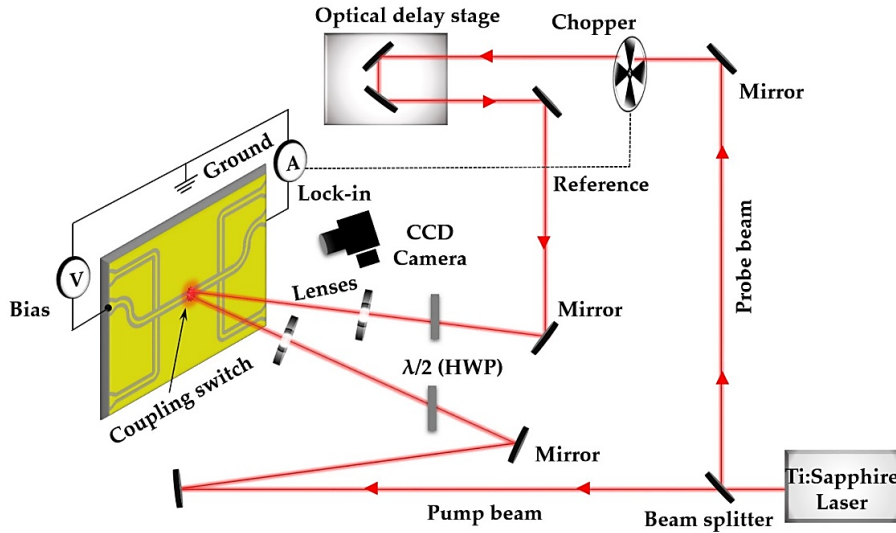 Optical delay stage
Chopper
Mirror
Ground
A
Lock-in
Reference
CCD
Camera
Probe beam
V
Bias
Lenses
Mirror
λ/2 (HWP)
Coupling switch
Mirror
Ti:Sapphire
Laser
Pump beam
Beam splitter